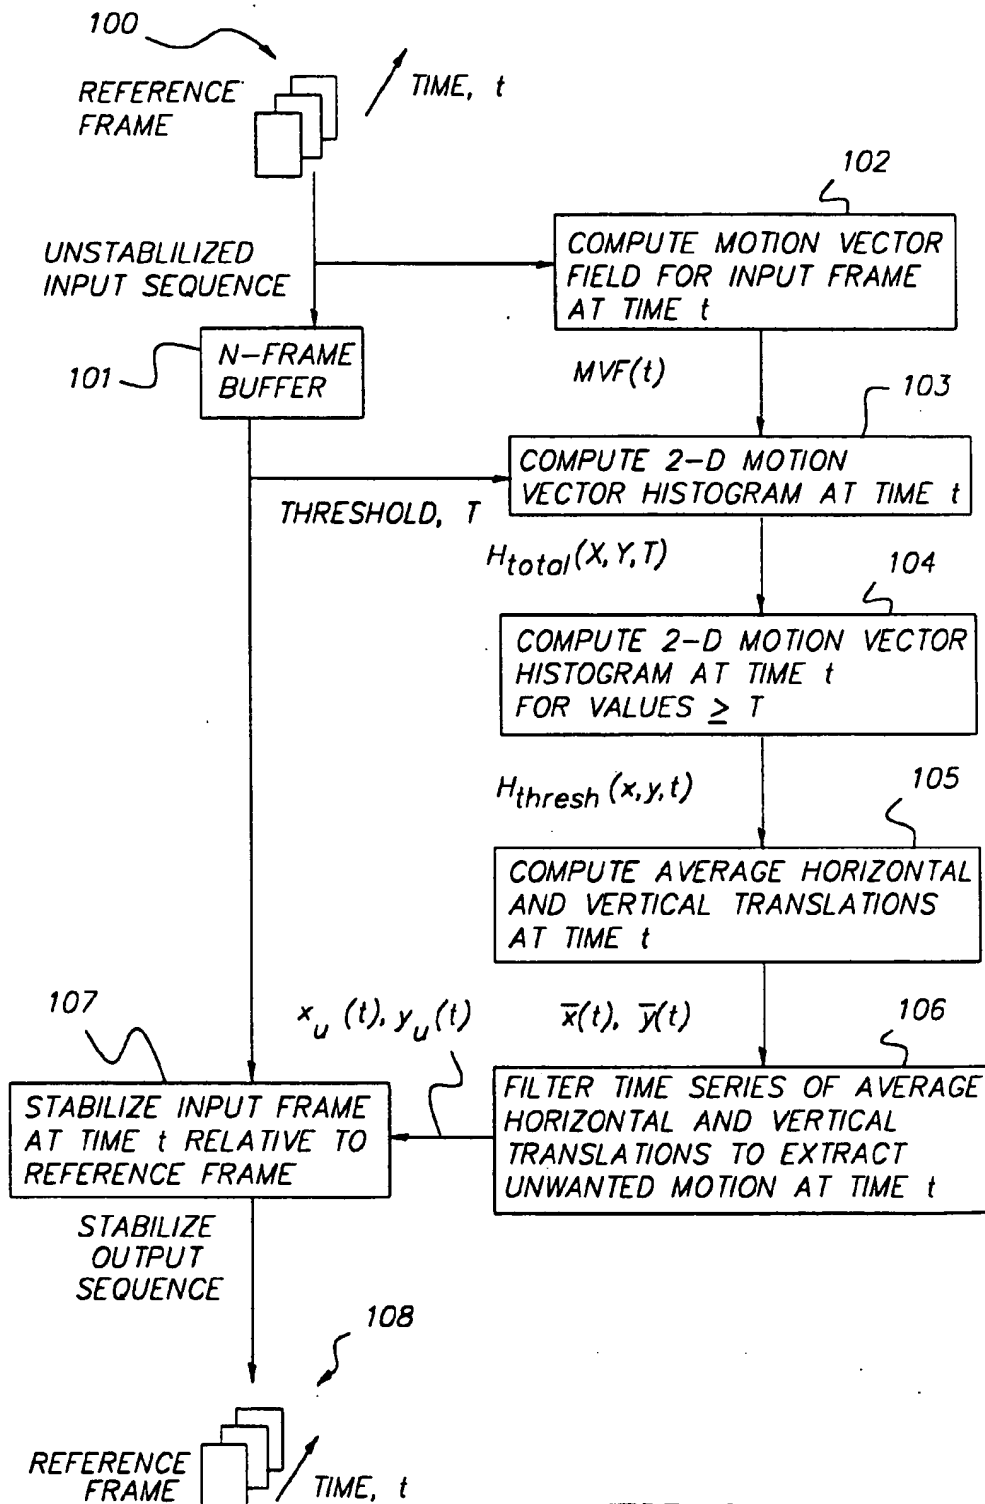 100
REFERENCE
FRAME
TIME, t
102
UNSTABLILIZED
INPUT SEQUENCE
COMPUTE MOTION VECTOR
FIELD FOR INPUT FRAME
AT TIME t
101
N-FRAME
BUFFER
MVF(t)
103
COMPUTE 2-D MOTION
VECTOR HISTOGRAM AT TIME t
THRESHOLD, T
Htotal(X,Y,T)
104
COMPUTE 2-D MOTION VECTOR
HISTOGRAM AT TIME t
FOR VALUES ≥ T
Hthresh(x,y,t)
105
COMPUTE AVERAGE HORIZONTAL
AND VERTICAL TRANSLATIONS
AT TIME t
107
xu(t), yu(t)
x̅(t), y̅(t)
106
STABILIZE INPUT FRAME
AT TIME t RELATIVE TO
REFERENCE FRAME
FILTER TIME SERIES OF AVERAGE
HORIZONTAL AND VERTICAL
TRANSLATIONS TO EXTRACT
UNWANTED MOTION AT TIME t
STABILIZE
OUTPUT
SEQUENCE
108
REFERENCE
FRAME
TIME, t